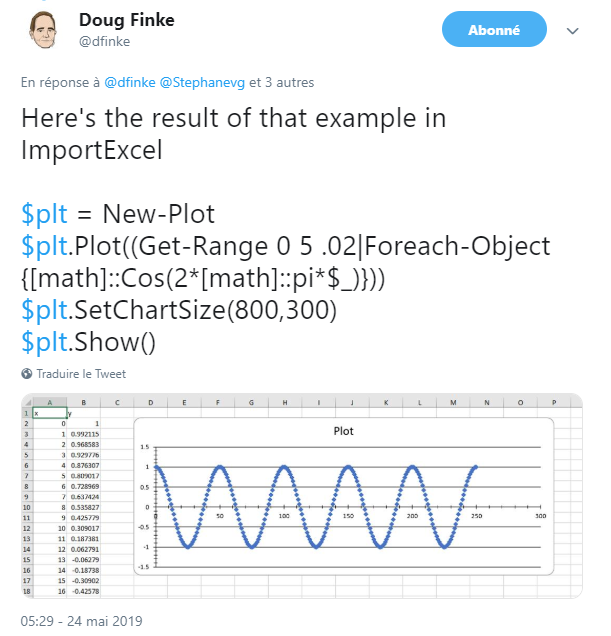 Doug Finke
@dfinke
Abonné
En réponse à @dfinke @Stephanevg et 3 autres
Here's the result of that example in
ImportExcel
$plt = New-Plot
$plt.Plot((Get-Range 0 5 .02|Foreach-Object
{[math]::Cos(2*[math]::pi*$_)}))
$plt.SetChartSize(800,300)
$plt.Show()
Traduire le Tweet
A B C D E F G H I J K L M N O P
1 x y
2 0 1
3 1 0.992115
4 2 0.968583
5 3 0.929776
6 4 0.876307
7 5 0.809017
8 6 0.728969
9 7 0.637424
10 8 0.535827
11 9 0.425779
12 10 0.309017
13 11 0.187381
14 12 0.062791
15 13 -0.06279
16 14 -0.18738
17 15 -0.30902
18 16 -0.42578
Plot
1.5
1
0.5
0
-0.5
-1
-1.5
0 50 100 150 200 250 300
05:29 - 24 mai 2019